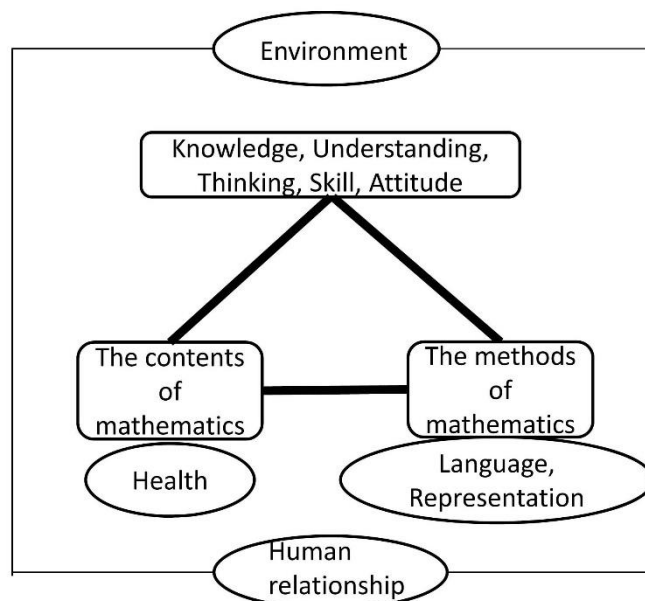 Environment
Knowledge, Understanding,
Thinking, Skill, Attitude
The contents
of
mathematics
The methods
of
mathematics
Health
Language,
Representation
Human
relationship